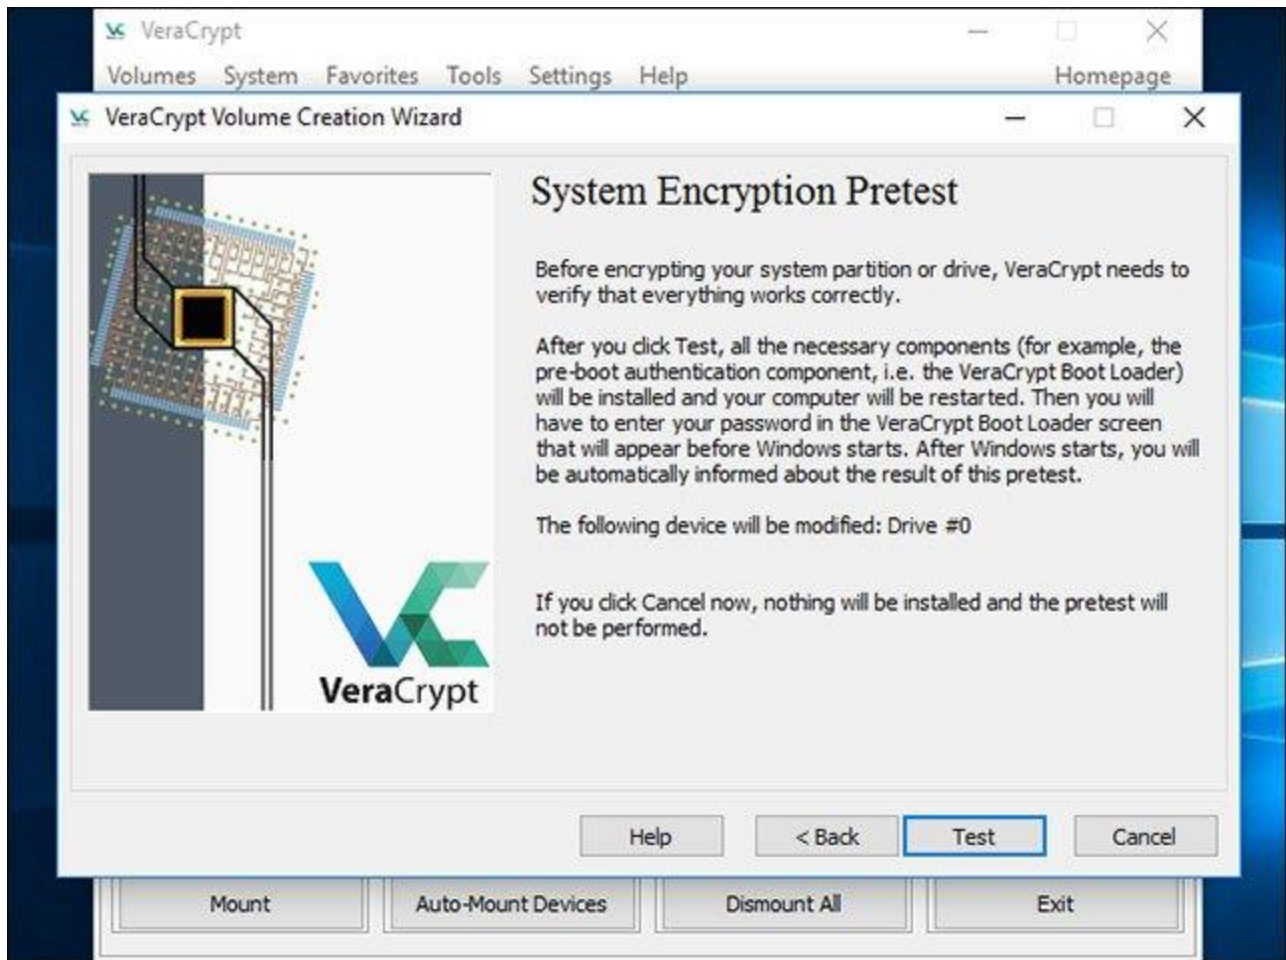 VeraCrypt
Volumes System Favorites Tools Settings Help Homepage
VeraCrypt Volume Creation Wizard
System Encryption Pretest
Before encrypting your system partition or drive, VeraCrypt needs to
verify that everything works correctly.
After you click Test, all the necessary components (for example, the
pre-boot authentication component, i.e. the VeraCrypt Boot Loader)
will be installed and your computer will be restarted. Then you will
have to enter your password in the VeraCrypt Boot Loader screen
that will appear before Windows starts. After Windows starts, you will
be automatically informed about the result of this pretest.
The following device will be modified: Drive #0
If you click Cancel now, nothing will be installed and the pretest will
not be performed.
VeraCrypt
Help < Back Test Cancel
Mount Auto-Mount Devices Dismount All Exit